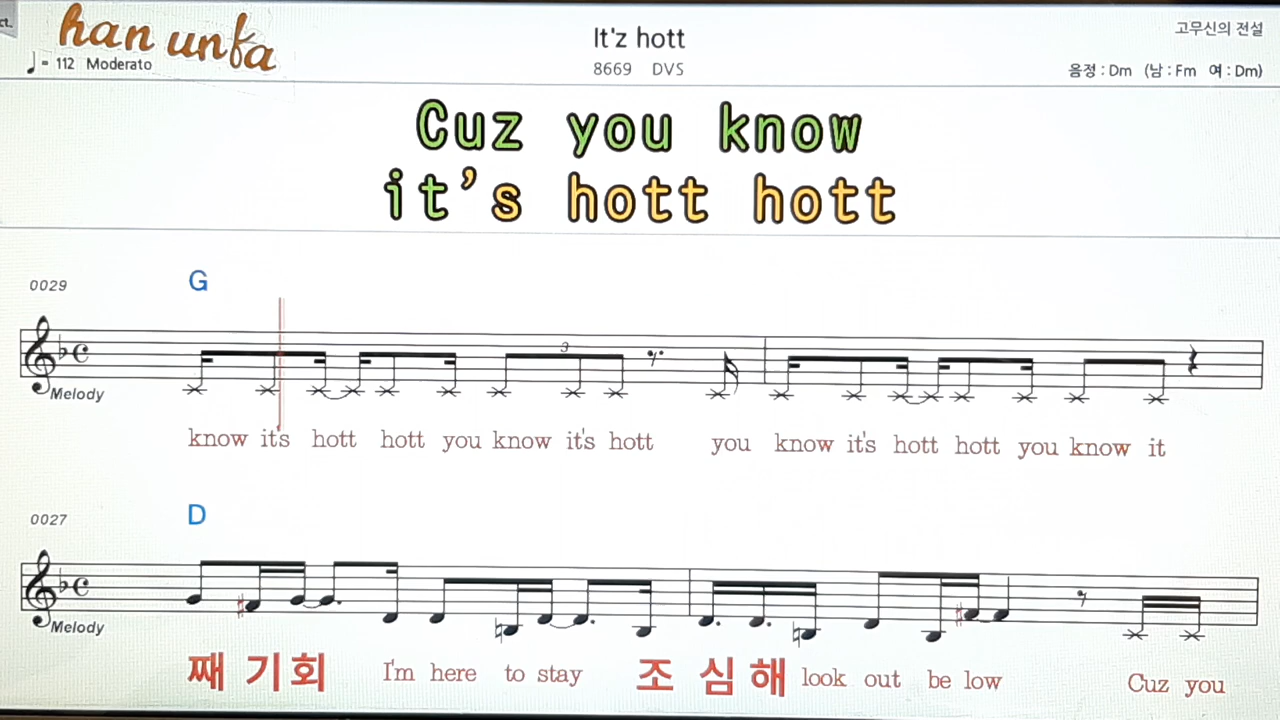 ct.
han unfa
It'z hott
고무신의 전설
♩= 112 Moderato
8669 DVS
음정 : Dm (남 : Fm 여 : Dm)
Cuz you know
it's hott hott
0029
G
3
Melody
know it's hott hott you know it's hott you know it's hott hott you know it
0027
D
Melody
째 기회 I'm here to stay 조 심 해 look out be low Cuz you